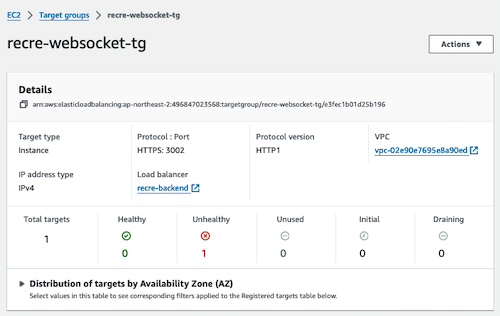 EC2 > Target groups > recre-websocket-tg
recre-websocket-tg
Actions ▼
Details
arn:aws:elasticloadbalancing:ap-northeast-2:496847023568:targetgroup/recre-websocket-tg/e3fec1b01d25b196
Target type
Instance
Protocol : Port
HTTPS: 3002
Protocol version
HTTP1
VPC
vpc-02e90e7695e8a90ed
IP address type
IPv4
Load balancer
recre-backend
Total targets
1
Healthy
0
Unhealthy
1
Unused
0
Initial
0
Draining
0
Distribution of targets by Availability Zone (AZ)
Select values in this table to see corresponding filters applied to the Registered targets table below.